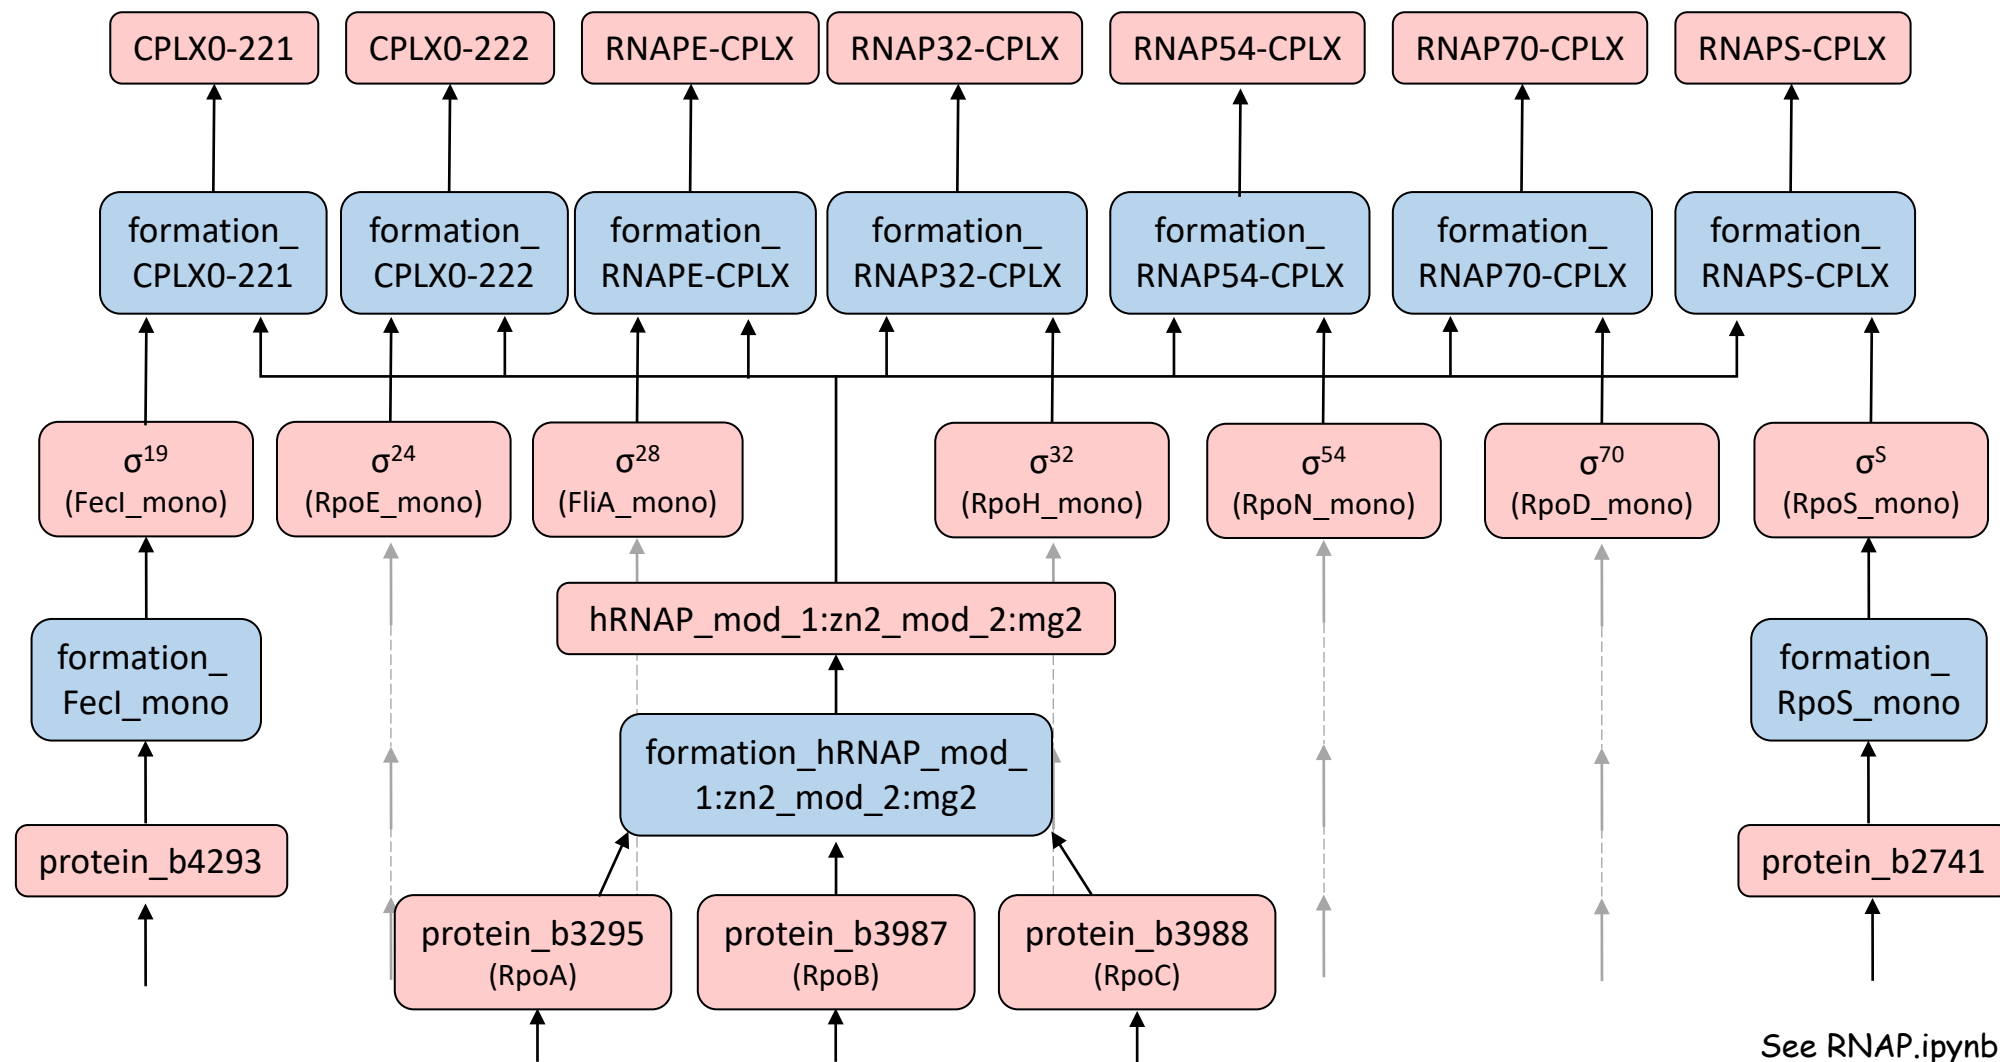 CPLX0-221
CPLX0-222
RNAPE-CPLX
RNAP32-CPLX
RNAP54-CPLX
RNAP70-CPLX
RNAPS-CPLX
formation_
CPLX0-221
formation_
CPLX0-222
formation_
RNAPE-CPLX
formation_
RNAP32-CPLX
formation_
RNAP54-CPLX
formation_
RNAP70-CPLX
formation_
RNAPS-CPLX
σ¹⁹
(FecI_mono)
σ²⁴
(RpoE_mono)
σ²⁸
(FliA_mono)
σ³²
(RpoH_mono)
σ⁵⁴
(RpoN_mono)
σ⁷⁰
(RpoD_mono)
σˢ
(RpoS_mono)
hRNAP_mod_1:zn2_mod_2:mg2
formation_
FecI_mono
formation_
RpoS_mono
formation_hRNAP_mod_
1:zn2_mod_2:mg2
protein_b4293
protein_b2741
protein_b3295
(RpoA)
protein_b3987
(RpoB)
protein_b3988
(RpoC)
See RNAP.ipynb